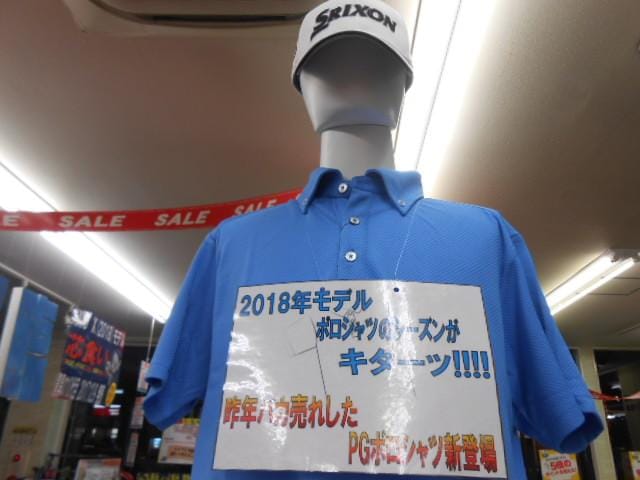 SRIXON
SALE SALE SALE
2018年モデル
ポロシャツのシーズンが
キターッ!!!!
昨年バカ売れした
PGポロシャツ新登場
5倍